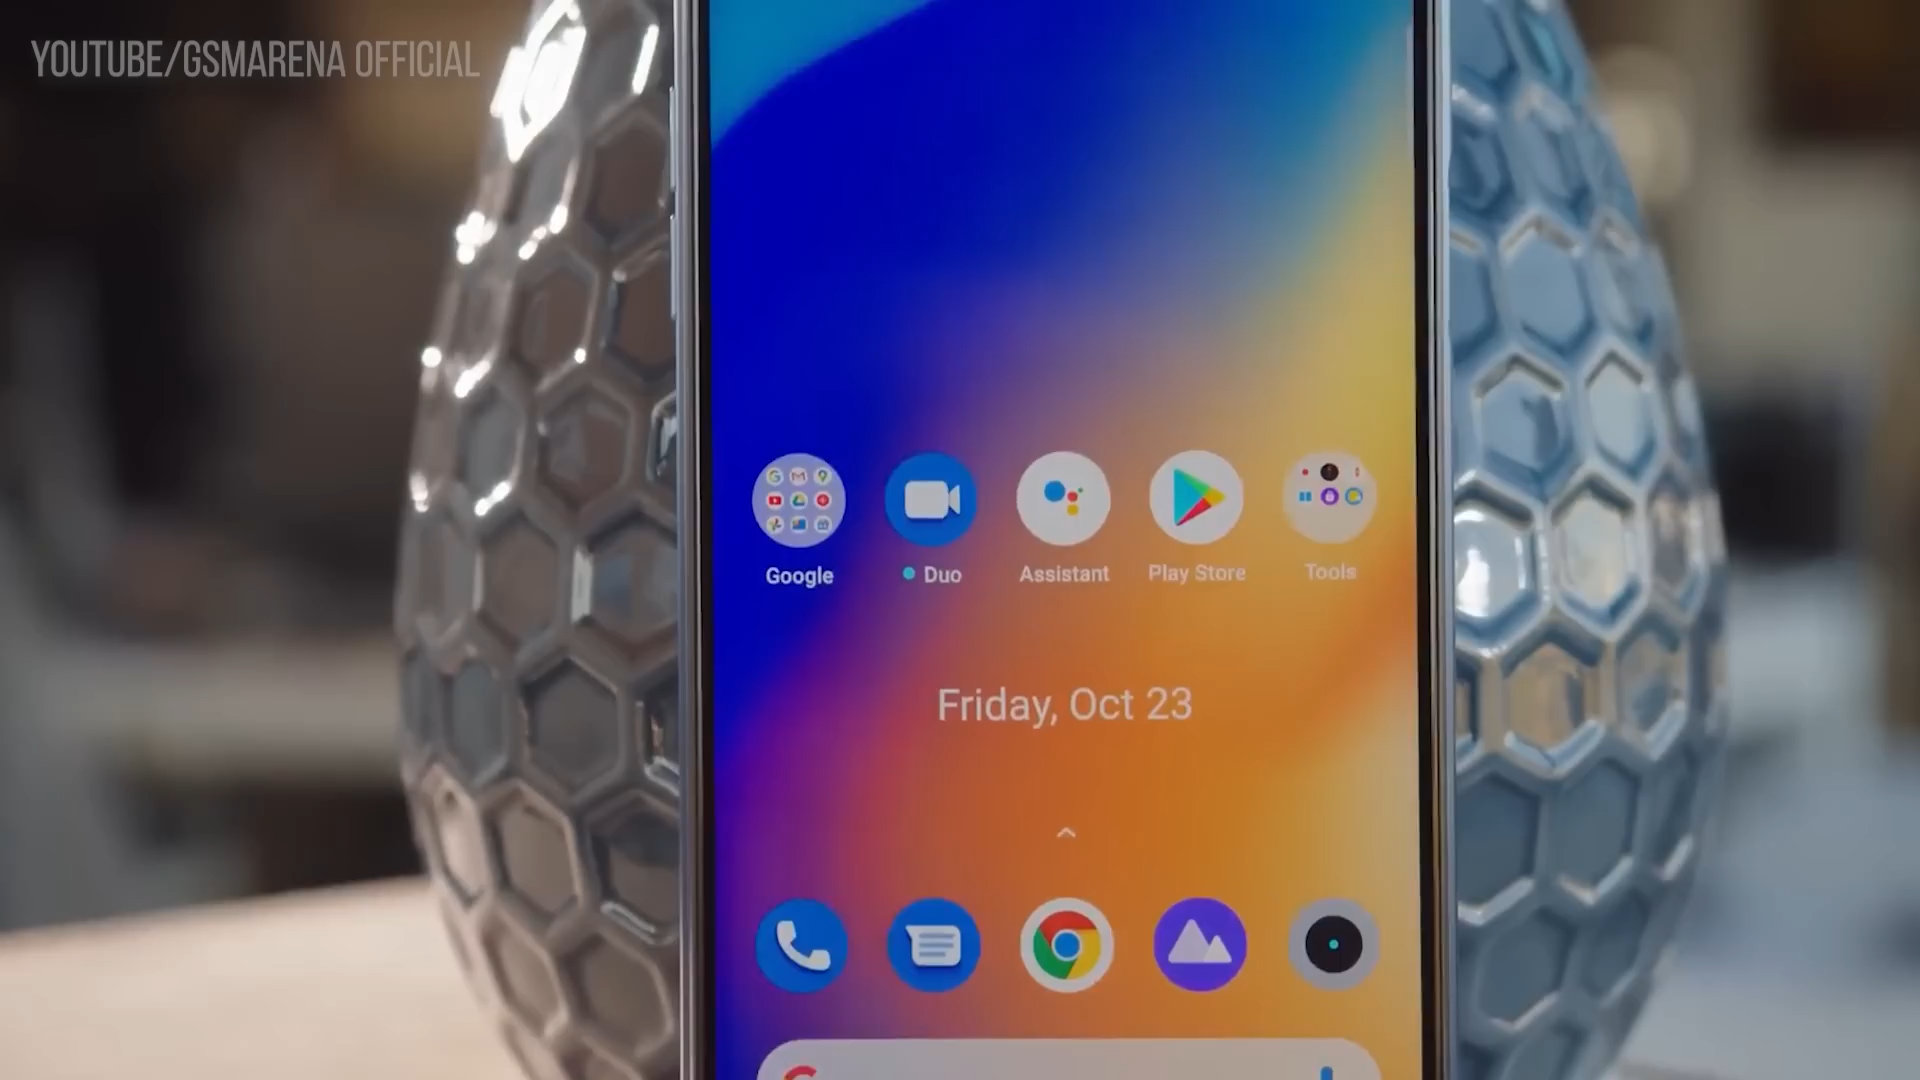 YOUTUBE/GSMARENA OFFICIAL
Google
Duo
Assistant
Play Store
Tools
Friday, Oct 23